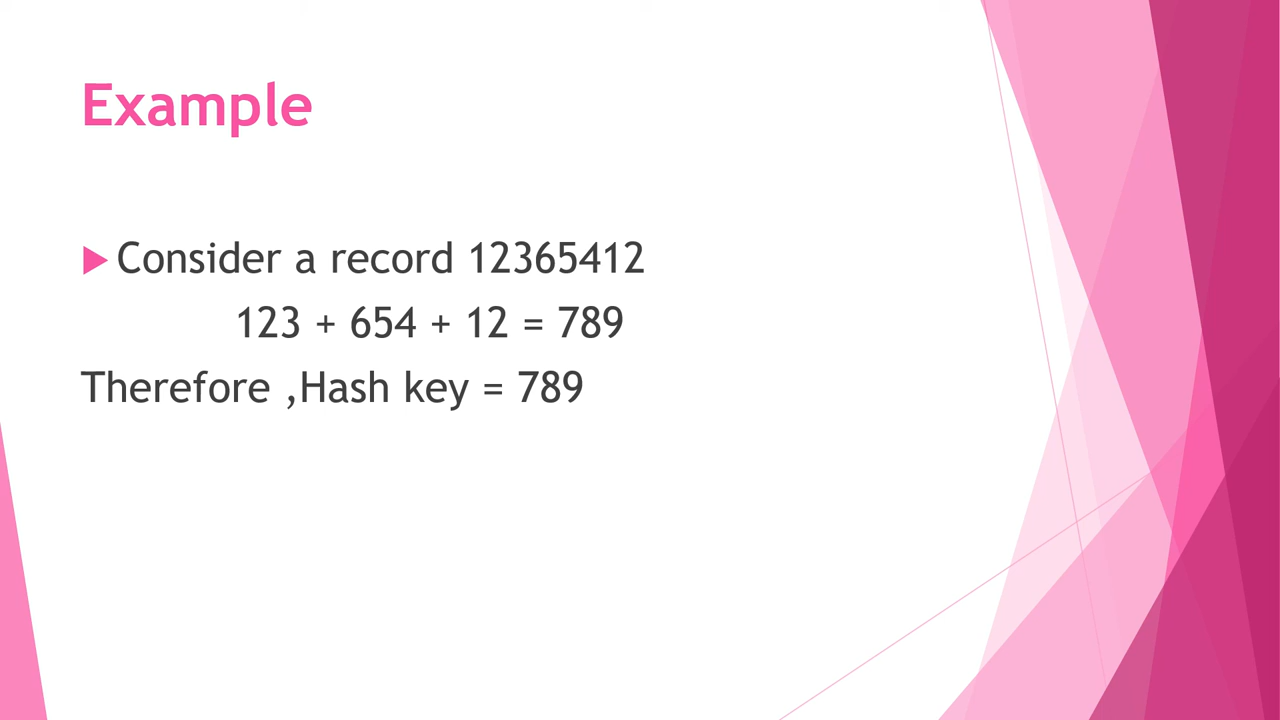 Example
Consider a record 12365412
123 + 654 + 12 = 789
Therefore ,Hash key = 789